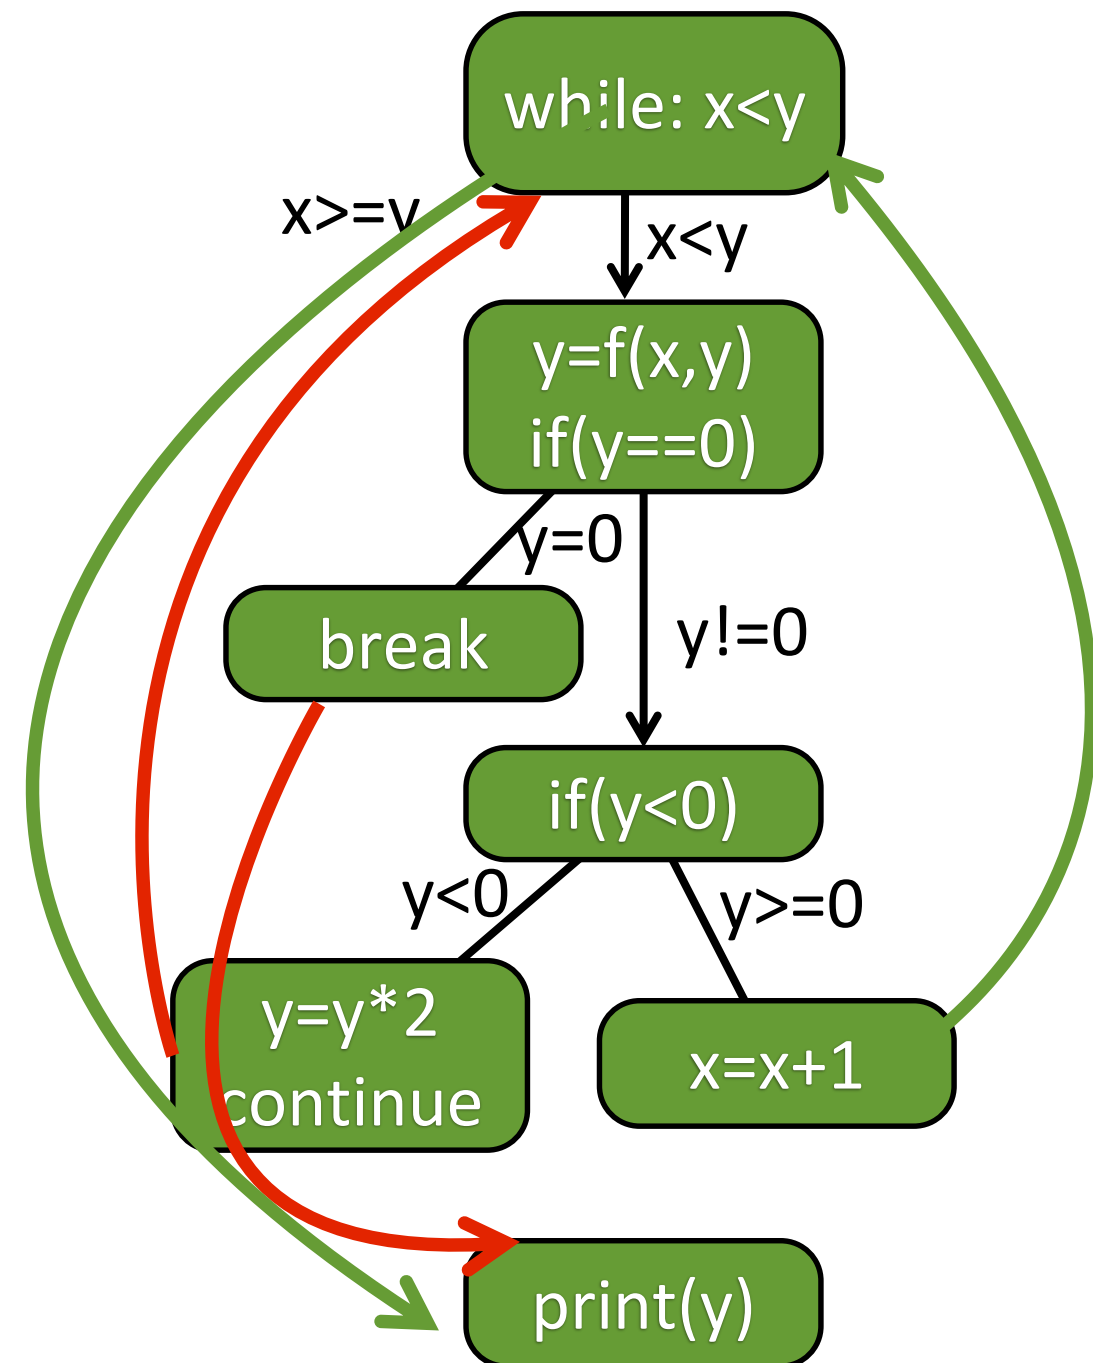 while: x<y
x>=y
x<y
y=f(x,y)
if(y==0)
y=0
break
y!=0
if(y<0)
y<0
y>=0
y=y*2
continue
x=x+1
print(y)